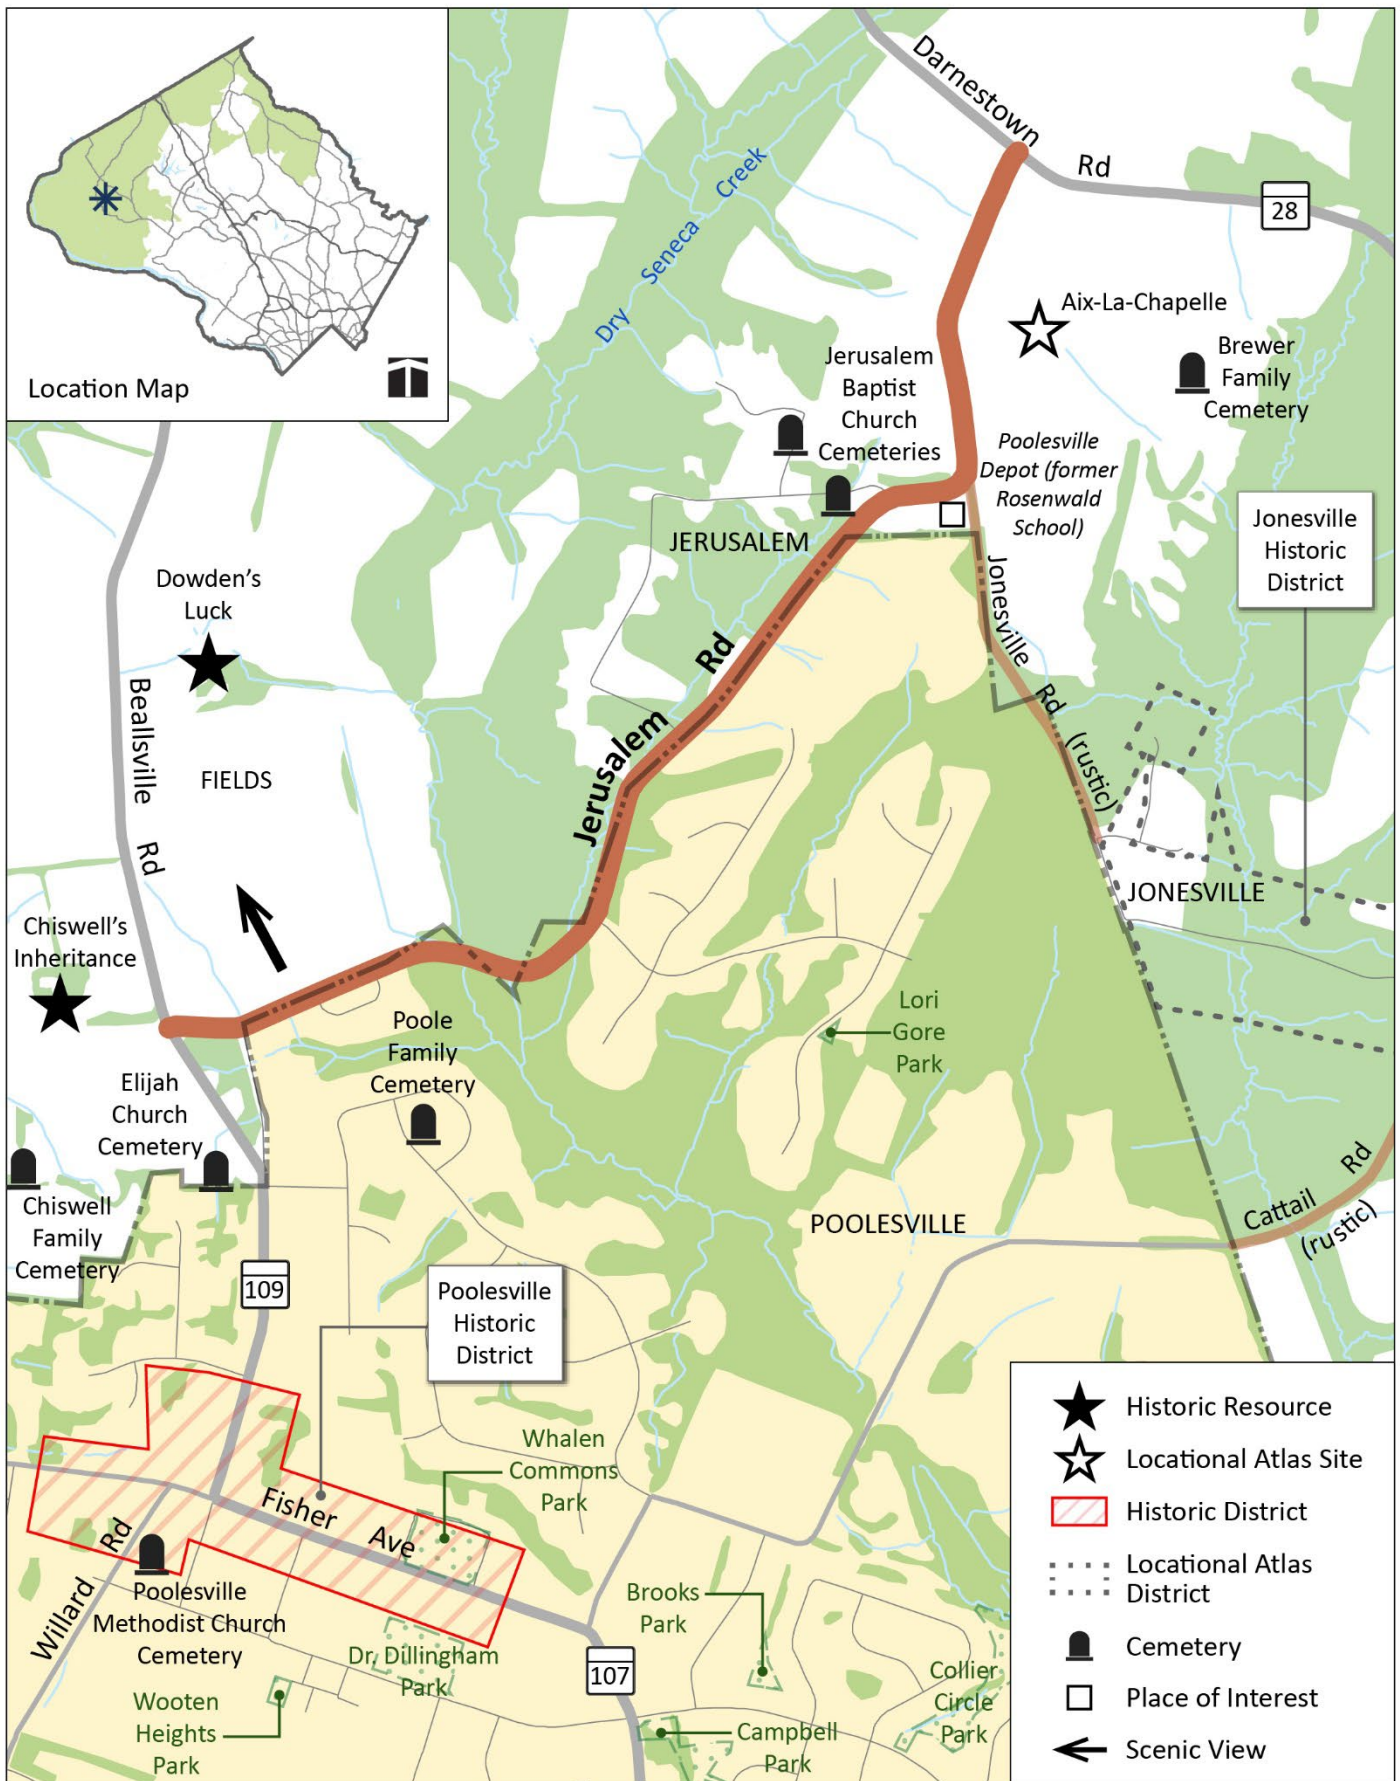 Location Map
Darnestown
Rd
28
Dry Seneca Creek
Aix-La-Chapelle
Brewer
Family
Cemetery
Jerusalem
Baptist
Church
Cemeteries
Poolesville
Depot (former
Rosenwald
School)
JERUSALEM
Jonesville
Historic
District
Dowden's
Luck
Jonesville
Rd
(rustic)
Jerusalem
Rd
Beallsville
Rd
FIELDS
JONESVILLE
Chiswell's
Inheritance
Lori
Gore
Park
Poole
Family
Cemetery
Elijah
Church
Cemetery
Chiswell
Family
Cemetery
Cattail
Rd
(rustic)
POOLESVILLE
109
Poolesville
Historic
District
Whalen
Commons
Park
Fisher
Ave
Willard
Rd
Poolesville
Methodist Church
Cemetery
Dr. Dillingham
Park
Wooten
Heights
Park
107
Brooks
Park
Campbell
Park
Collier
Circle
Park
Historic Resource
Locational Atlas Site
Historic District
Locational Atlas
District
Cemetery
Place of Interest
Scenic View